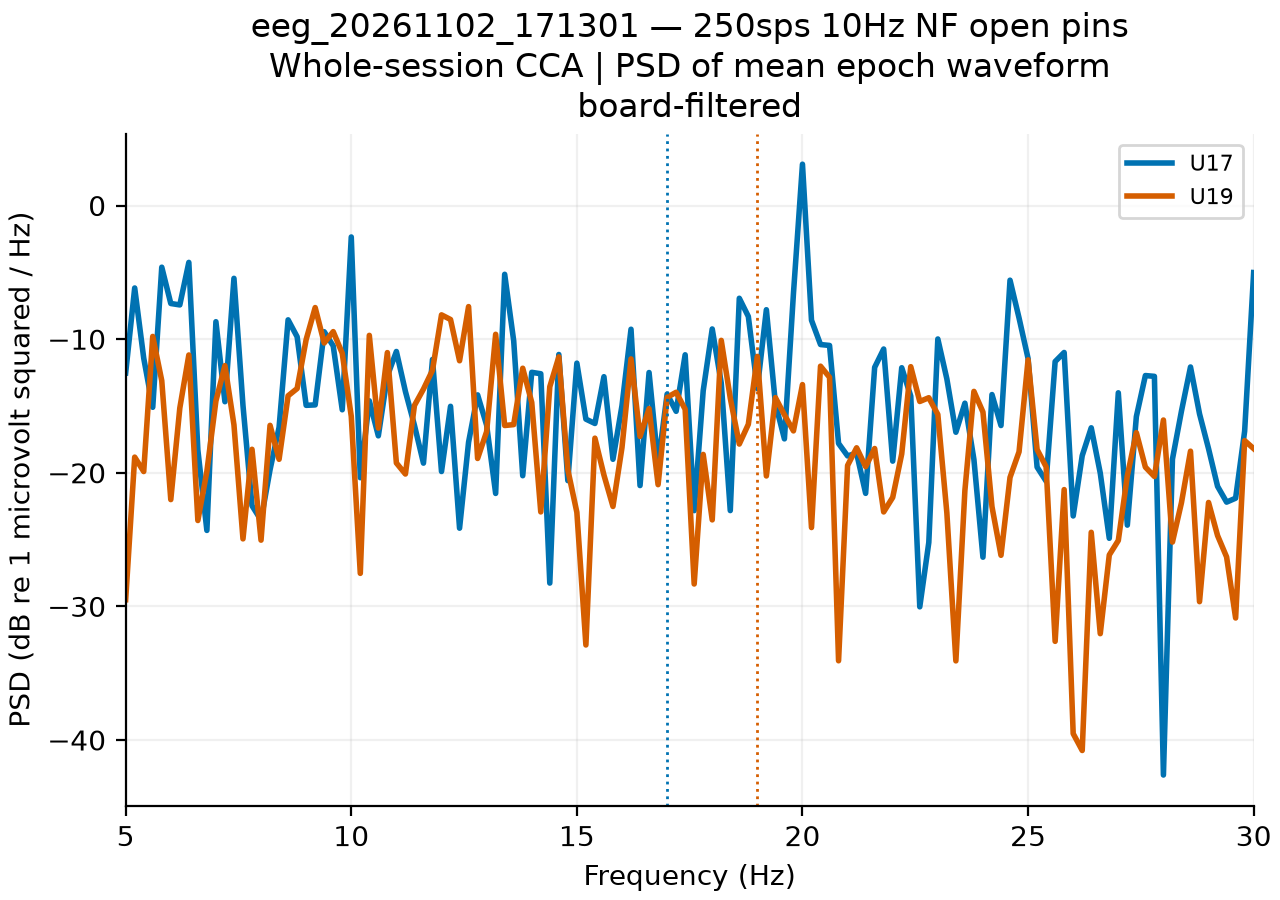 eeg_20261102_171301 — 250sps 10Hz NF open pins
Whole-session CCA | PSD of mean epoch waveform
board-filtered
U17
U19
PSD (dB re 1 microvolt squared / Hz)
0
−10
−20
−30
−40
5
10
15
20
25
30
Frequency (Hz)